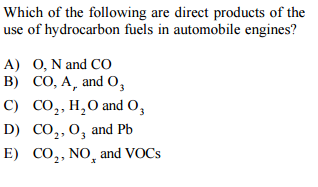 Which of the following are direct products of the
use of hydrocarbon fuels in automobile engines?
A) O, N and CO
B) CO, Aᵣ and O₃
C) CO₂, H₂O and O₃
D) CO₂, O₃ and Pb
E) CO₂, NOₓ and VOCs